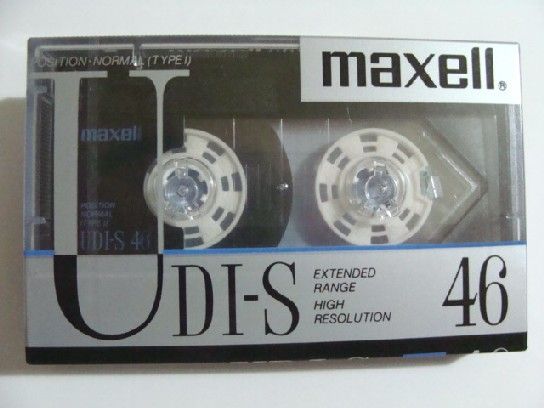 POSITION·NORMAL (TYPE I)
maxell®
maxell
POSITION
NORMAL
(TYPE I)
UDI-S 46
UDI-S
EXTENDED
RANGE
HIGH
RESOLUTION
46